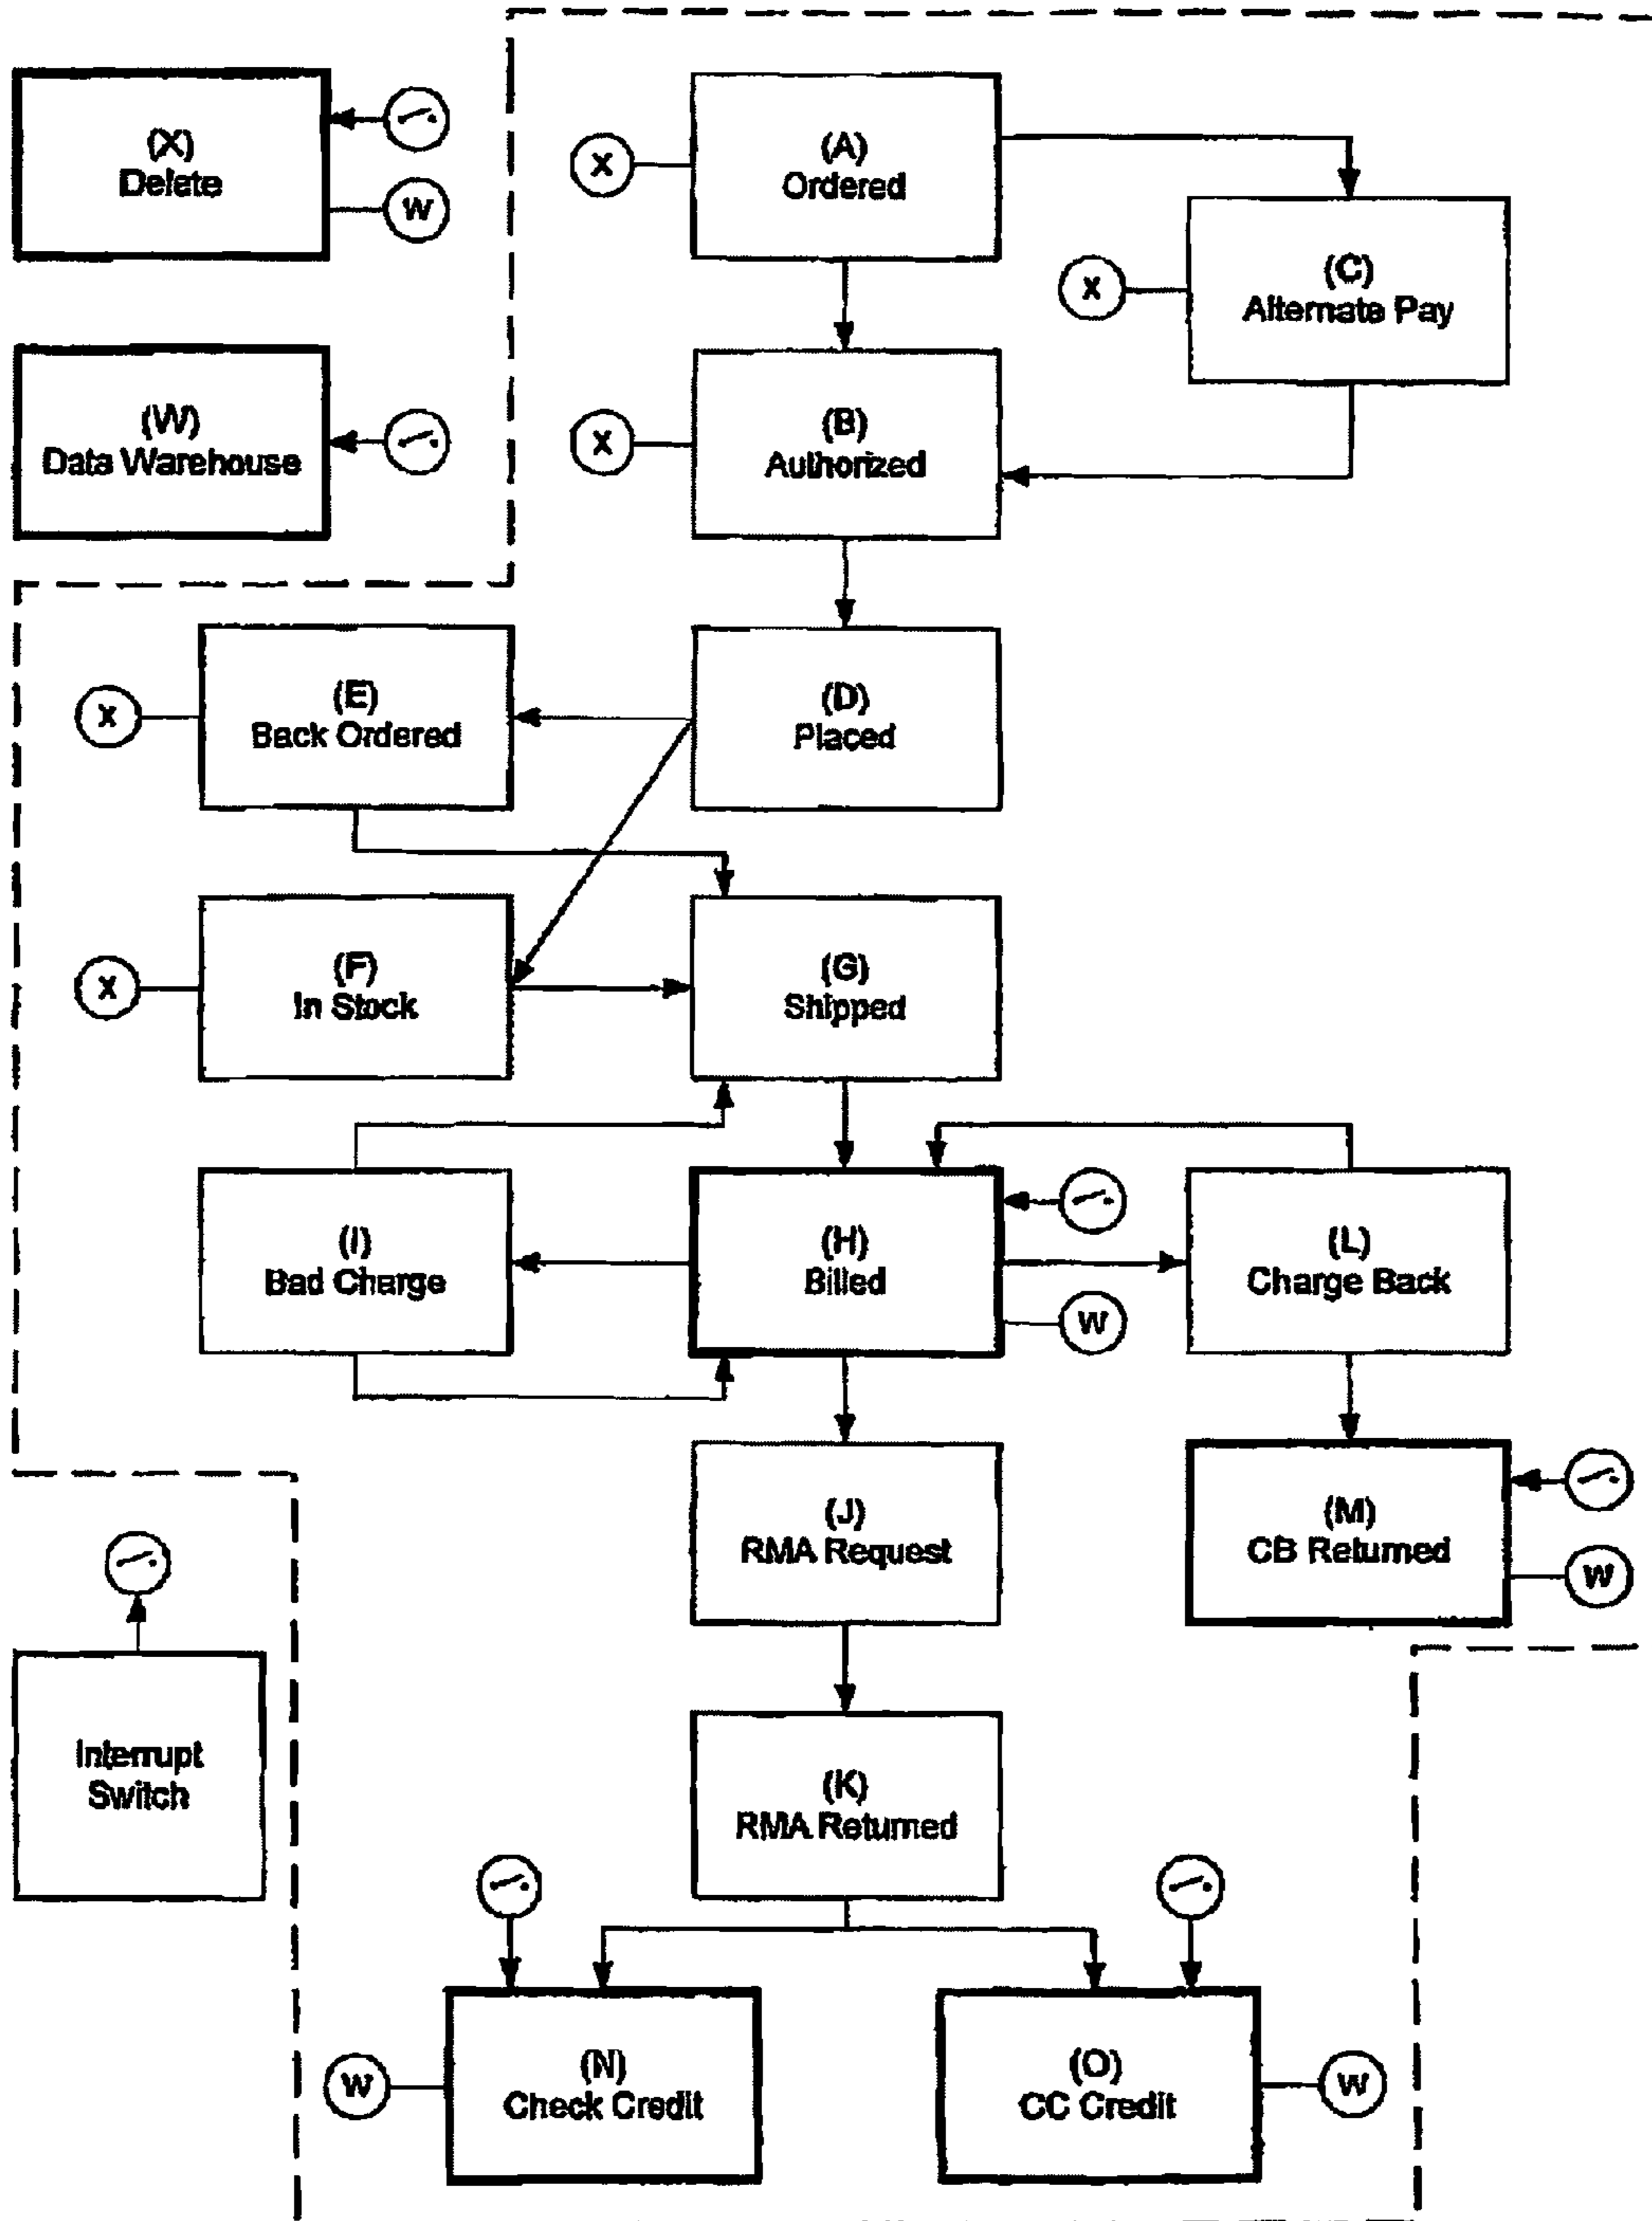 (X)
Delete
W
(W)
Data Warehouse
X
(A)
Ordered
X
(C)
Alternate Pay
X
(B)
Authorized
X
(E)
Back Ordered
(D)
Placed
X
(F)
In Stock
(G)
Shipped
(I)
Bad Charge
(H)
Billed
W
(L)
Charge Back
(J)
RMA Request
(M)
CB Returned
W
Interrupt
Switch
(K)
RMA Returned
W
(N)
Check Credit
(O)
CC Credit
W